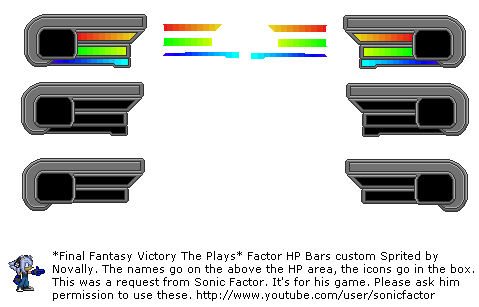 *Final Fantasy Victory The Plays* Factor HP Bars custom Sprited by
Novally. The names go on the above the HP area, the icons go in the box.
This was a request from Sonic Factor. It's for his game. Please ask him
permission to use these. http://www.youtube.com/user/sonicfactor